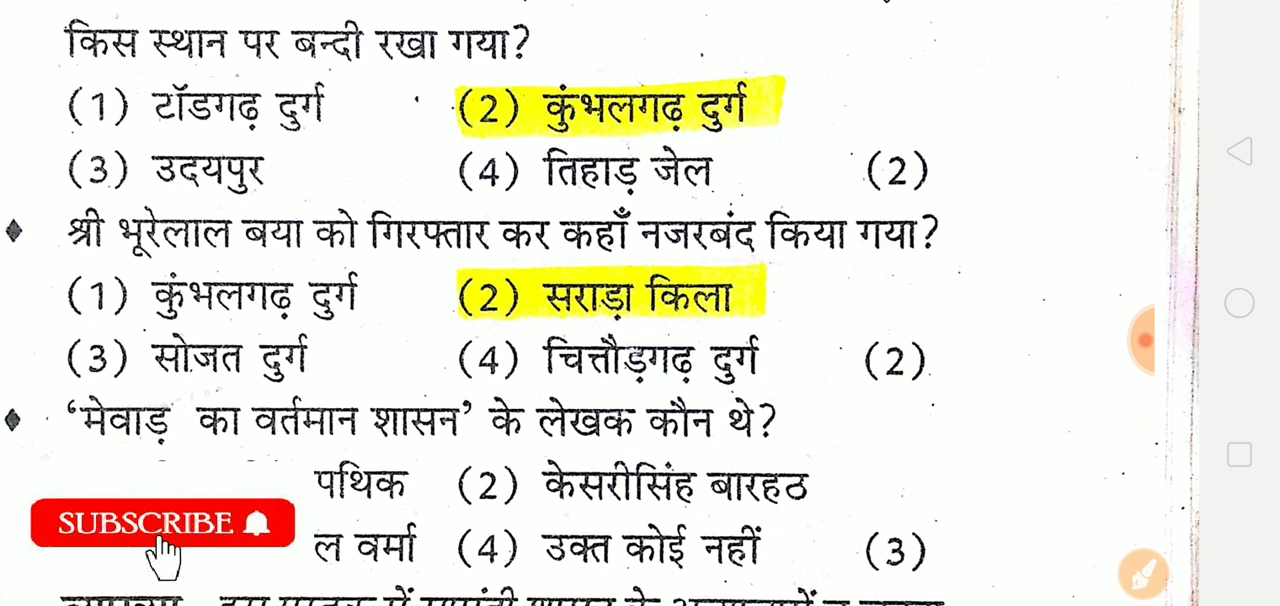 किस स्थान पर बन्दी रखा गया?
(1) टॉडगढ़ दुर्ग (2) कुंभलगढ़ दुर्ग
(3) उदयपुर (4) तिहाड़ जेल (2)
♦ श्री भूरेलाल बया को गिरफ्तार कर कहाँ नजरबंद किया गया?
(1) कुंभलगढ़ दुर्ग (2) सराड़ा किला
(3) सोजत दुर्ग (4) चित्तौड़गढ़ दुर्ग (2)
♦ ‘मेवाड़ का वर्तमान शासन’ के लेखक कौन थे?
पथिक (2) केसरीसिंह बारहठ
SUBSCRIBE
ल वर्मा (4) उक्त कोई नहीं (3)